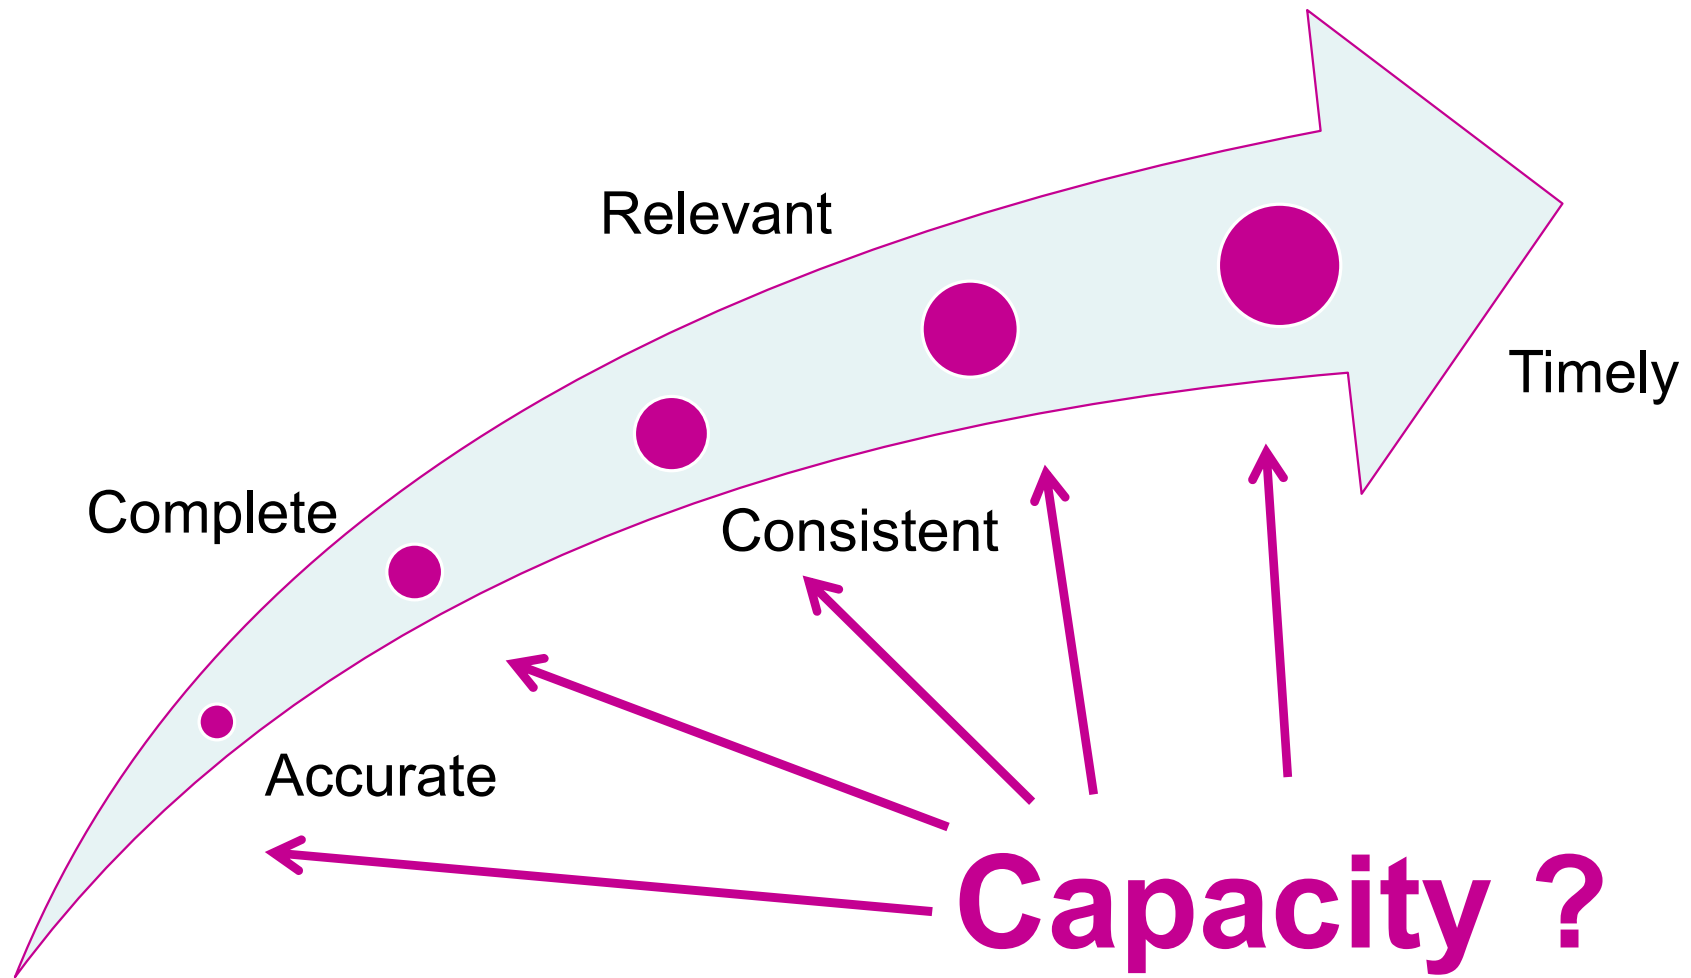 Relevant
Timely
Complete
Consistent
Accurate
Capacity ?